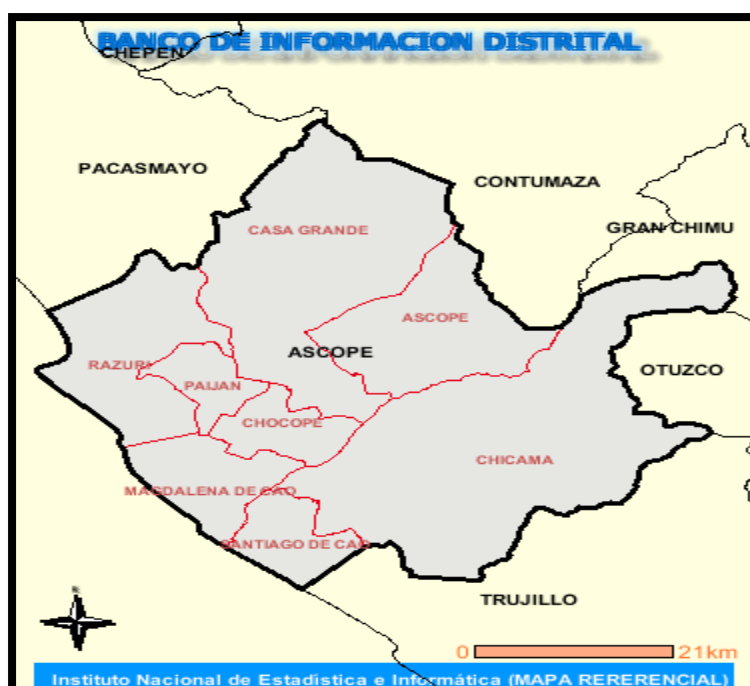 BANCO DE INFORMACION DISTRITAL
CHEPEN
PACASMAYO
CONTUMAZA
CASA GRANDE
GRAN CHIMU
ASCOPE
ASCOPE
RAZURI
OTUZCO
PAIJAN
CHOCOPE
CHICAMA
MAGDALENA DE CAO
SANTIAGO DE CAO
TRUJILLO
N
0 21km
Instituto Nacional de Estadística e Informática (MAPA RERERENCIAL)